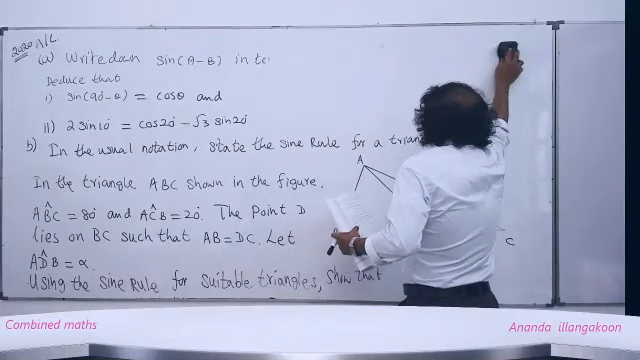 2020 A/L
(a) Write down sin(A-B) in te
Deduce that
i) sin(90-θ) = cosθ and
ii) 2sin10 = cos20 - √3 sin20
b) In the usual notation, state the sine Rule for a trian
A
In the triangle ABC shown in the figure,
AB̂C = 80 and AĈB = 20. The Point D
lies on BC such that AB = DC. Let
C
AD̂B = α.
Using the sine Rule for suitable triangles, show that
Combined maths
Ananda illangakoon